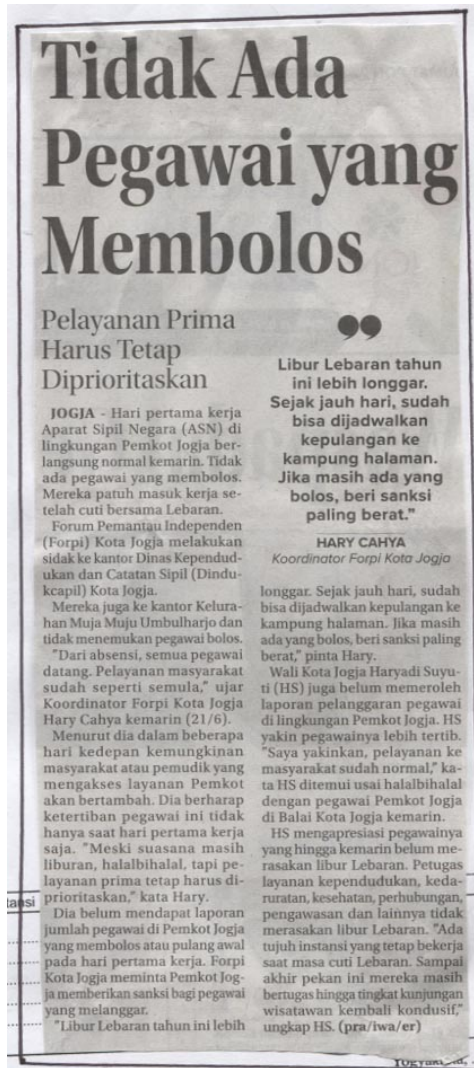 Tidak Ada
Pegawai yang
Membolos
Pelayanan Prima
Harus Tetap
Diprioritaskan
JOGJA - Hari pertama kerja
Aparat Sipil Negara (ASN) di
lingkungan Pemkot Jogja ber-
langsung normal kemarin. Tidak
ada pegawai yang membolos.
Mereka patuh masuk kerja se-
telah cuti bersama Lebaran.
Forum Pemantau Independen
(Forpi) Kota Jogja melakukan
sidak ke kantor Dinas Kependud-
ukan dan Catatan Sipil (Dindu-
kcapil) Kota Jogja.
Mereka juga ke kantor Kelura-
han Muja Muju Umbulharjo dan
tidak menemukan pegawai bolos.
"Dari absensi, semua pegawai
datang. Pelayanan masyarakat
sudah seperti semula," ujar
Koordinator Forpi Kota Jogja
Hary Cahya kemarin (21/6).
Menurut dia dalam beberapa
hari kedepan kemungkinan
masyarakat atau pemudik yang
mengakses layanan Pemkot
akan bertambah. Dia berharap
ketertiban pegawai ini tidak
hanya saat hari pertama kerja
saja. "Meski suasana masih
liburan, halalbihalal, tapi pe-
layanan prima tetap harus di-
prioritaskan," kata Hary.
Dia belum mendapat laporan
jumlah pegawai di Pemkot Jogja
yang membolos atau pulang awal
pada hari pertama kerja. Forpi
Kota Jogja meminta Pemkot Jog-
ja memberikan sanksi bagi pegawai
yang melanggar.
"Libur Lebaran tahun ini lebih
"
Libur Lebaran tahun
ini lebih longgar.
Sejak jauh hari, sudah
bisa dijadwalkan
kepulangan ke
kampung halaman.
Jika masih ada yang
bolos, beri sanksi
paling berat."
HARY CAHYA
Koordinator Forpi Kota Jogja
longgar. Sejak jauh hari, sudah
bisa dijadwalkan kepulangan ke
kampung halaman. Jika masih
ada yang bolos, beri sanksi paling
berat," pinta Hary.
Wali Kota Jogja Haryadi Suyu-
ti (HS) juga belum memeroleh
laporan pelanggaran pegawai
di lingkungan Pemkot Jogja. HS
yakin pegawainya lebih tertib.
"Saya yakinkan, pelayanan ke
masyarakat sudah normal," ka-
ta HS ditemui usai halalbihalal
dengan pegawai Pemkot Jogja
di Balai Kota Jogja kemarin.
HS mengapresiasi pegawainya
yang hingga kemarin belum me-
rasakan libur Lebaran. Petugas
layanan kependudukan, keda-
ruratan, kesehatan, perhubungan,
pengawasan dan lainnya tidak
merasakan libur Lebaran. "Ada
tujuh instansi yang tetap bekerja
saat masa cuti Lebaran. Sampai
akhir pekan ini mereka masih
bertugas hingga tingkat kunjungan
wisatawan kembali kondusif,"
ungkap HS. (pra/iwa/er)